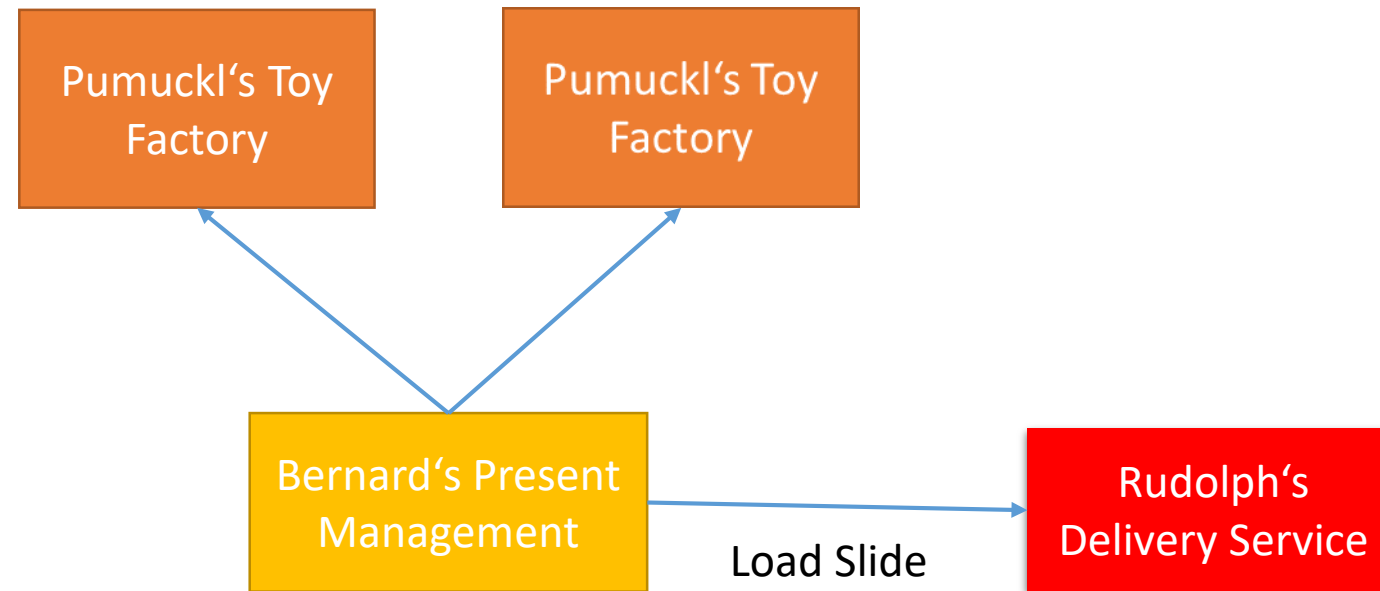 Pumuckl‘s Toy
Factory
Pumuckl‘s Toy
Factory
Bernard‘s Present
Management
Load Slide
Rudolph‘s
Delivery Service